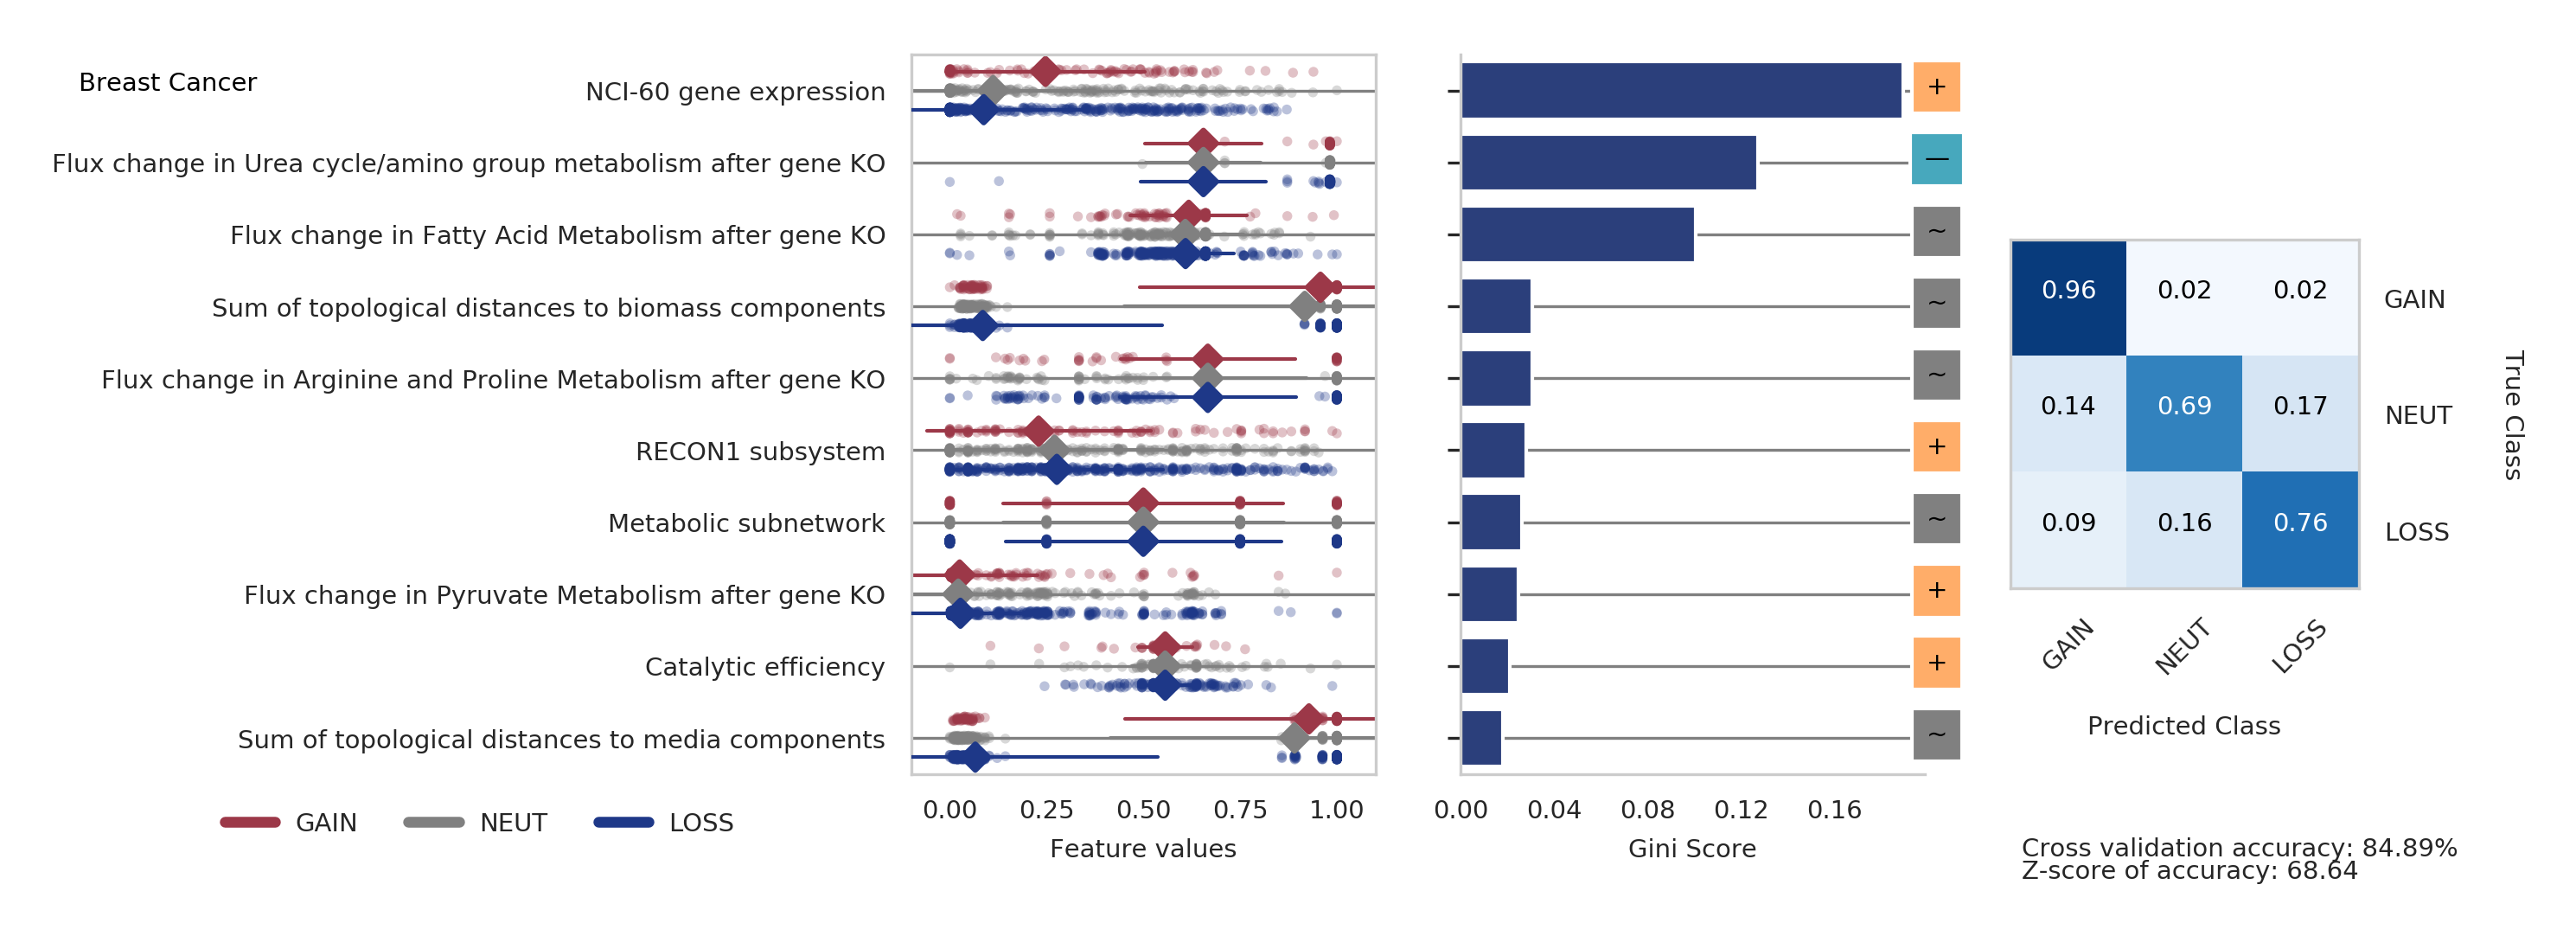 Breast Cancer
NCI-60 gene expression
Flux change in Urea cycle/amino group metabolism after gene KO
Flux change in Fatty Acid Metabolism after gene KO
Sum of topological distances to biomass components
Flux change in Arginine and Proline Metabolism after gene KO
RECON1 subsystem
Metabolic subnetwork
Flux change in Pyruvate Metabolism after gene KO
Catalytic efficiency
Sum of topological distances to media components
GAIN NEUT LOSS
0.00 0.25 0.50 0.75 1.00
Feature values
+
—
~
~
~
+
~
+
+
~
0.00 0.04 0.08 0.12 0.16
Gini Score
0.96 0.02 0.02 GAIN
0.14 0.69 0.17 NEUT
0.09 0.16 0.76 LOSS
True Class
GAIN NEUT LOSS
Predicted Class
Cross validation accuracy: 84.89%
Z-score of accuracy: 68.64